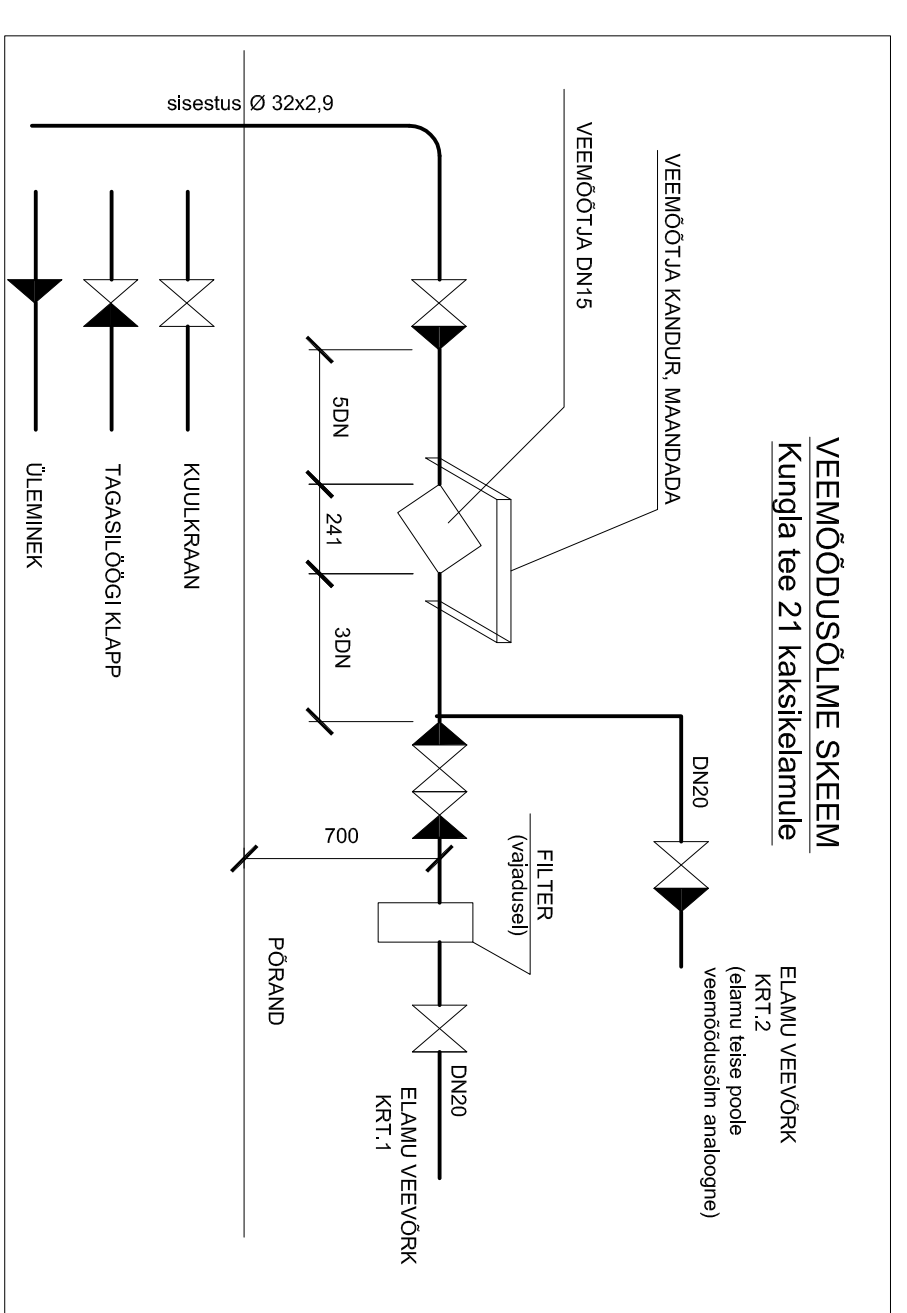 VEEMÕÕDUSÕLME SKEEM
Kungla tee 21 kaksikelamule
VEEMÕÕTJA KANDUR, MAANDADA
VEEMÕÕTJA DN15
sisestus Ø 32x2,9
DN20
ELAMU VEEVÕRK
KRT.2
(elamu teise poole
veemõõdusõlm analoogne)
FILTER
(vajadusel)
DN20
ELAMU VEEVÕRK
KRT.1
5DN
241
3DN
700
PÕRAND
KUULKRAAN
TAGASILÖÖGI KLAPP
ÜLEMINEK